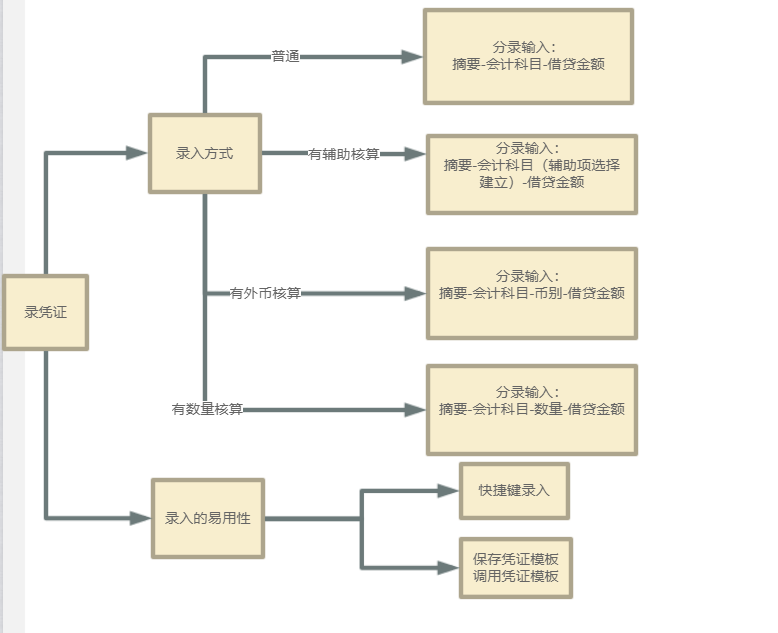 普通
分录输入：
摘要-会计科目-借贷金额
录入方式
有辅助核算
分录输入：
摘要-会计科目（辅助项选择
建立）-借贷金额
有外币核算
分录输入：
摘要-会计科目-币别-借贷金额
录凭证
有数量核算
分录输入：
摘要-会计科目-数量-借贷金额
录入的易用性
快捷键录入
保存凭证模板
调用凭证模板